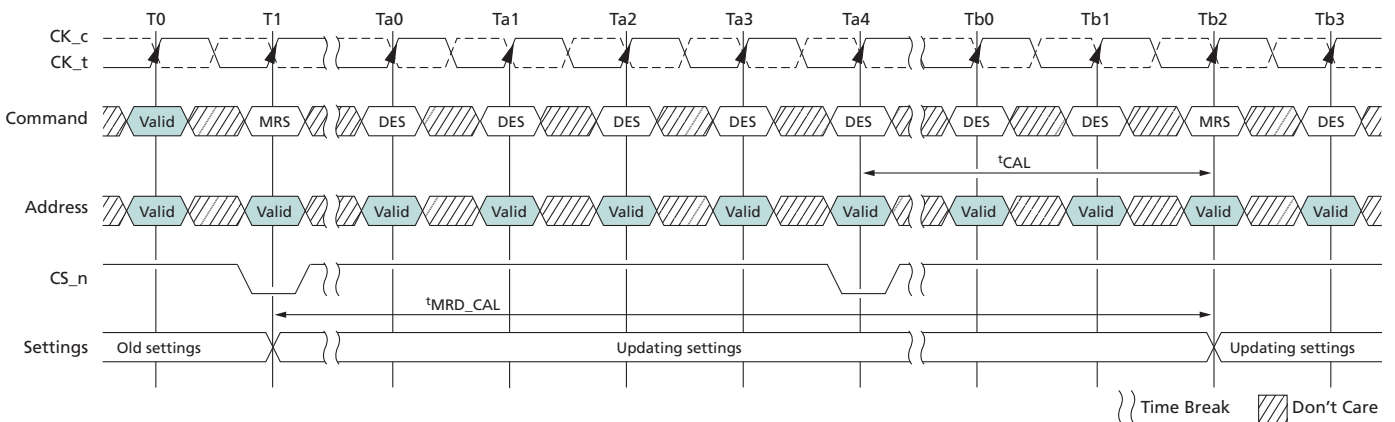 T0 T1 Ta0 Ta1 Ta2 Ta3 Ta4 Tb0 Tb1 Tb2 Tb3
CK_c
CK_t
Command Valid MRS DES DES DES DES DES DES DES MRS DES
tCAL
Address Valid Valid Valid Valid Valid Valid Valid Valid Valid Valid Valid
CS_n
tMRD_CAL
Settings Old settings Updating settings Updating settings
Time Break Don't Care